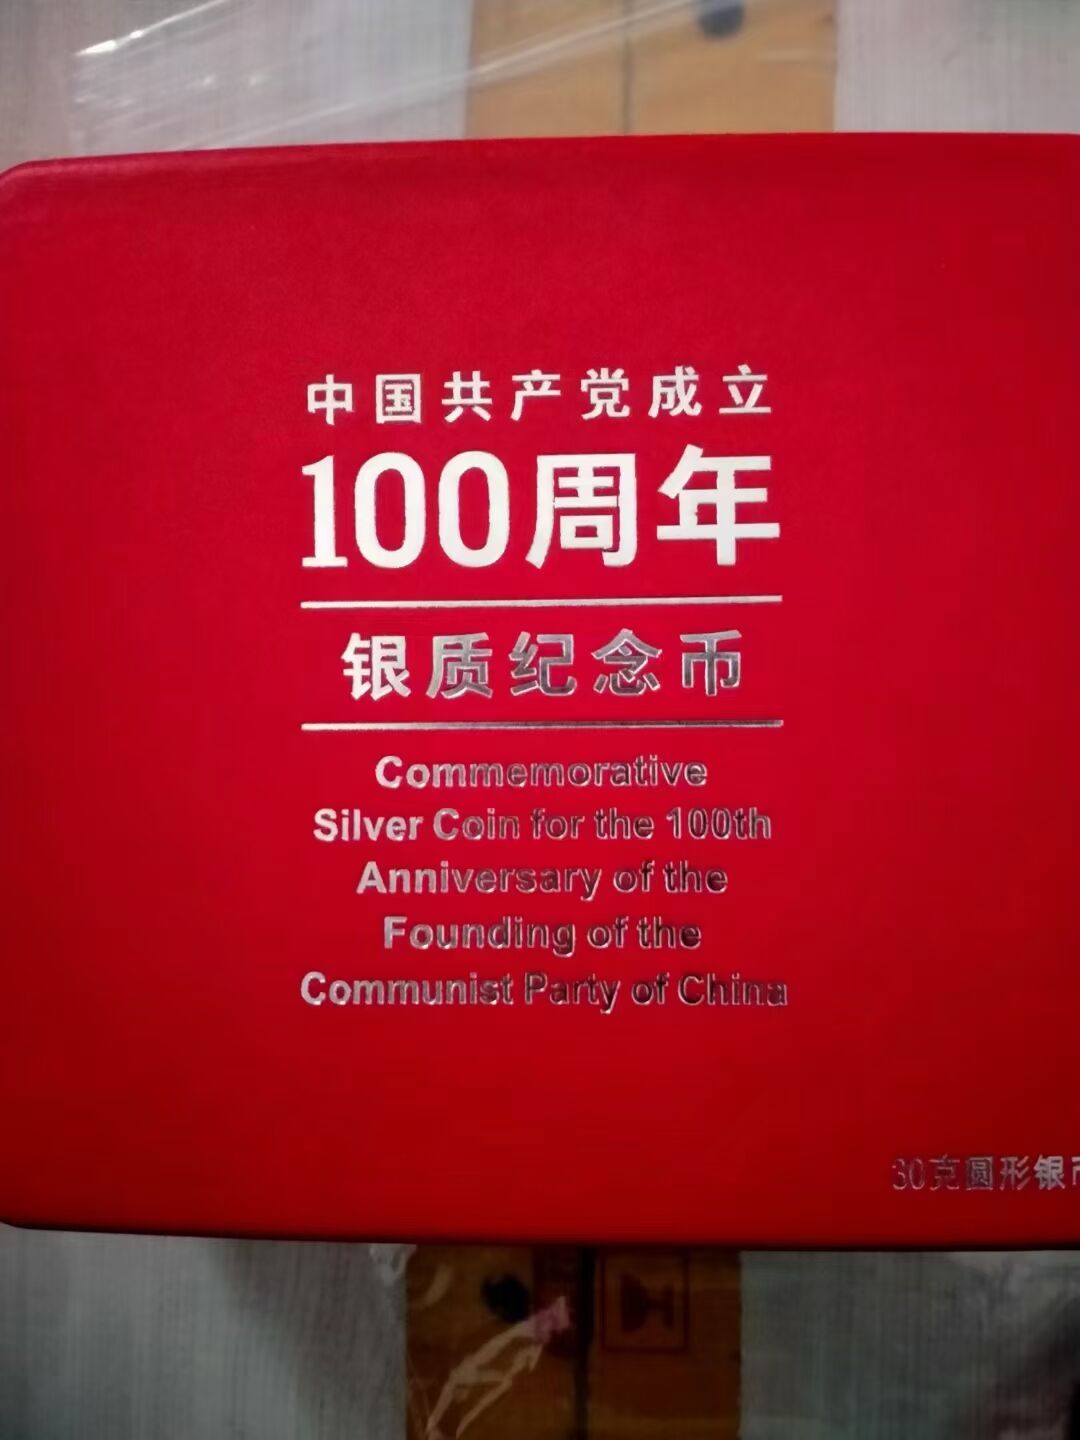 中国共产党成立
100周年
银质纪念币
Commemorative
Silver Coin for the 100th
Anniversary of the
Founding of the
Communist Party of China
30克圆形银币